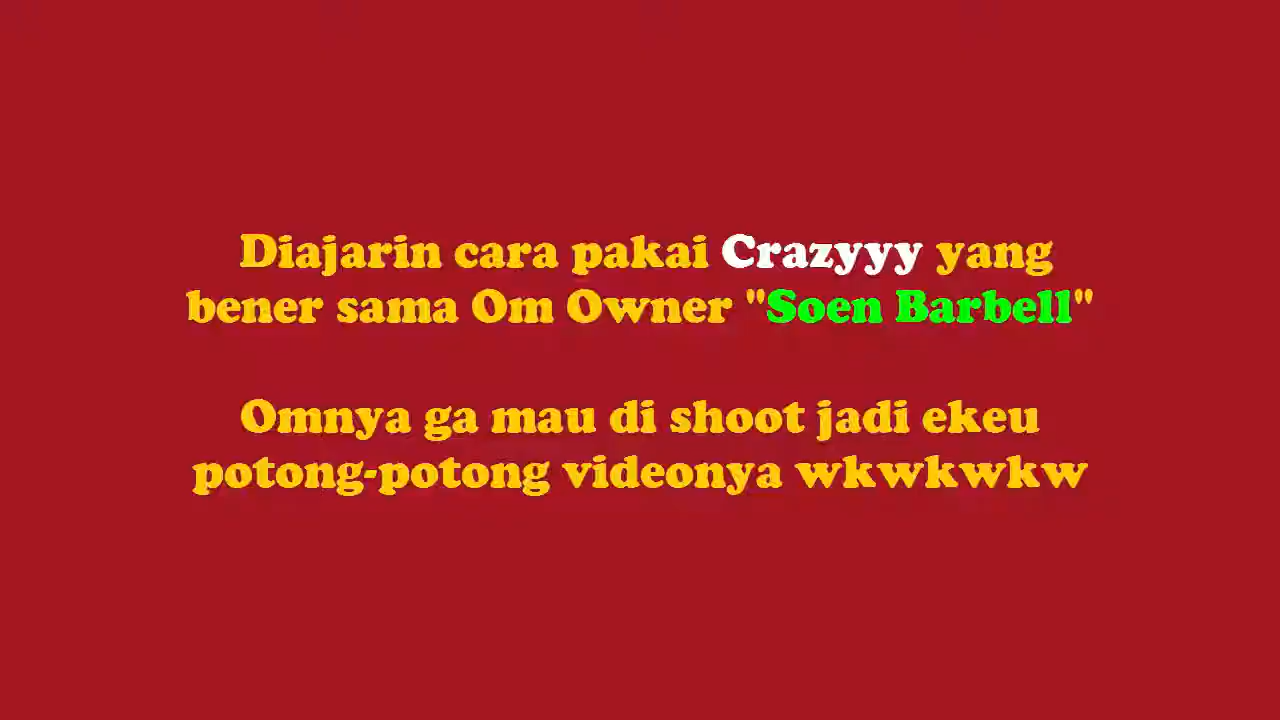 Diajarin cara pakai Crazyyy yang
bener sama Om Owner "Soen Barbell"
Omnya ga mau di shoot jadi ekeu
potong-potong videonya wkwkwkw